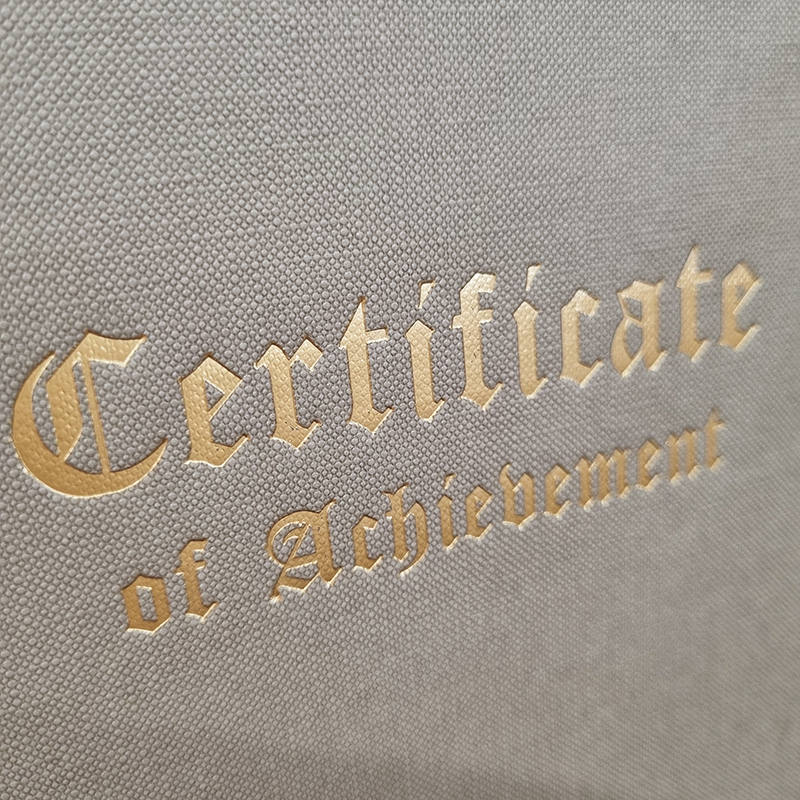 Certificate
of Achievement